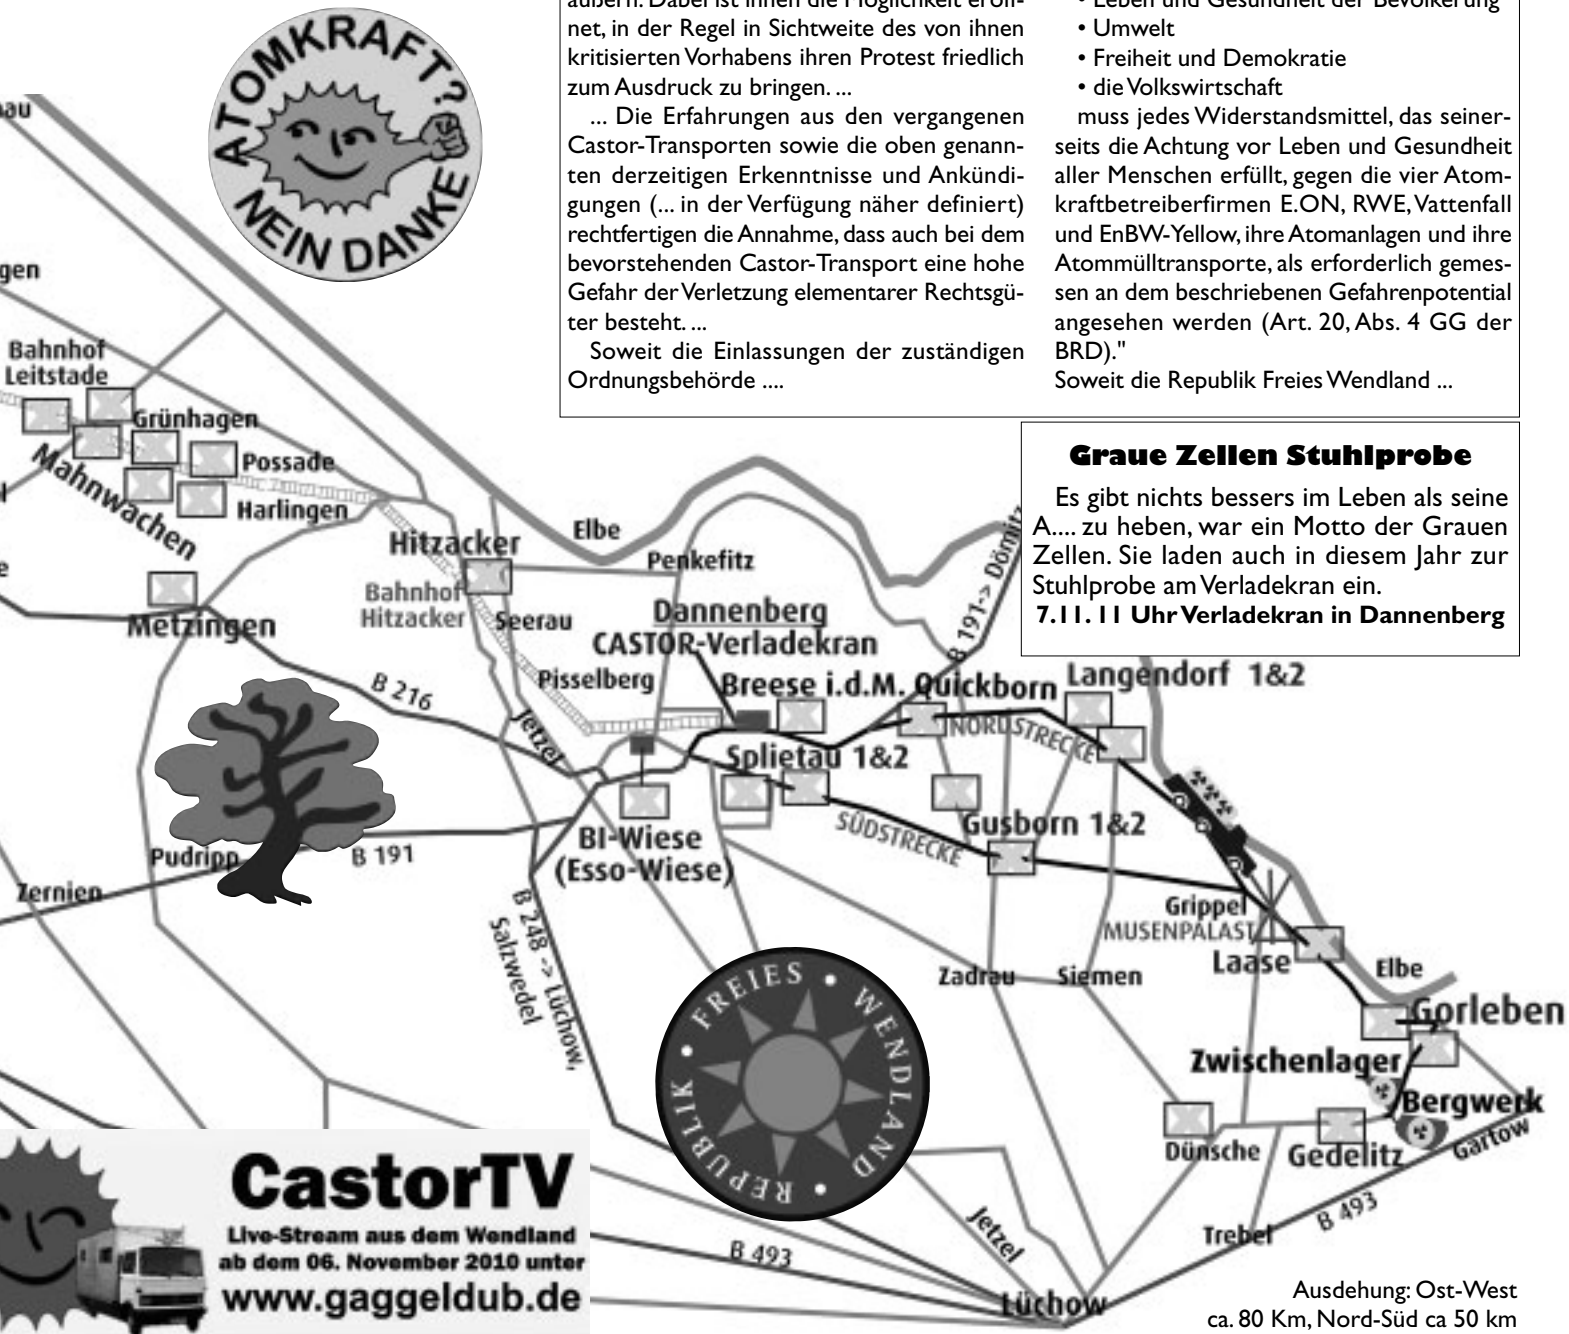 äußern. Dabei ist ihnen die Möglichkeit eröff-
net, in der Regel in Sichtweite des von ihnen
kritisierten Vorhabens ihren Protest friedlich
zum Ausdruck zu bringen. ...
... Die Erfahrungen aus den vergangenen
Castor-Transporten sowie die oben genann-
ten derzeitigen Erkenntnisse und Ankündi-
gungen (... in der Verfügung näher definiert)
rechtfertigen die Annahme, dass auch bei dem
bevorstehenden Castor-Transport eine hohe
Gefahr der Verletzung elementarer Rechtsgü-
ter besteht. ...
Soweit die Einlassungen der zuständigen
Ordnungsbehörde ....
• Leben und Gesundheit der Bevölkerung
• Umwelt
• Freiheit und Demokratie
• die Volkswirtschaft
muss jedes Widerstandsmittel, das seiner-
seits die Achtung vor Leben und Gesundheit
aller Menschen erfüllt, gegen die vier Atom-
kraftbetreiberfirmen E.ON, RWE, Vattenfall
und EnBW-Yellow, ihre Atomanlagen und ihre
Atommülltransporte, als erforderlich gemes-
sen an dem beschriebenen Gefahrenpotential
angesehen werden (Art. 20, Abs. 4 GG der
BRD)."
Soweit die Republik Freies Wendland ...
Graue Zellen Stuhlprobe
Es gibt nichts bessers im Leben als seine
A.... zu heben, war ein Motto der Grauen
Zellen. Sie laden auch in diesem Jahr zur
Stuhlprobe am Verladekran ein.
7.11. 11 Uhr Verladekran in Dannenberg
ATOMKRAFT?
NEIN DANKE
au
gen
Bahnhof
Leitstade
Grünhagen
Possade
Mahnwachen
Harlingen
Hitzacker
Bahnhof
Hitzacker
Metzingen
Seerau
Elbe
Penkefitz
Dannenberg
CASTOR-Verladekran
Pisselberg
Breese i.d.M.
Quickborn
B 191-> Dömitz
Langendorf 1&2
NORDSTRECKE
B 216
Jetzel
Splietau 1&2
SÜDSTRECKE
Gusborn 1&2
BI-Wiese
(Esso-Wiese)
Pudripp
B 191
Zernien
B 248 -> Lüchow,
Salzwedel
Grippel
MUSENPALAST
Laase
Zadrau
Siemen
Elbe
Gorleben
Zwischenlager
Bergwerk
Gartow
Dünsche
Gedelitz
Trebel
B 493
REPUBLIK • FREIES • WENDLAND •
Jetzel
B 493
Lüchow
CastorTV
Live-Stream aus dem Wendland
ab dem 06. November 2010 unter
www.gaggeldub.de
Ausdehung: Ost-West
ca. 80 Km, Nord-Süd ca 50 km